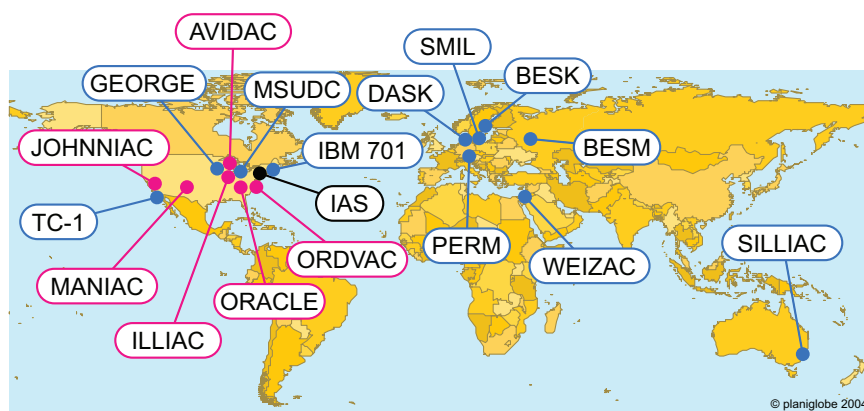 AVIDAC
SMIL
GEORGE
MSUDC
DASK
BESK
JOHNNIAC
IBM 701
BESM
IAS
TC-1
ORDVAC
PERM
WEIZAC
SILLIAC
MANIAC
ORACLE
ILLIAC
© planiglobe 2004